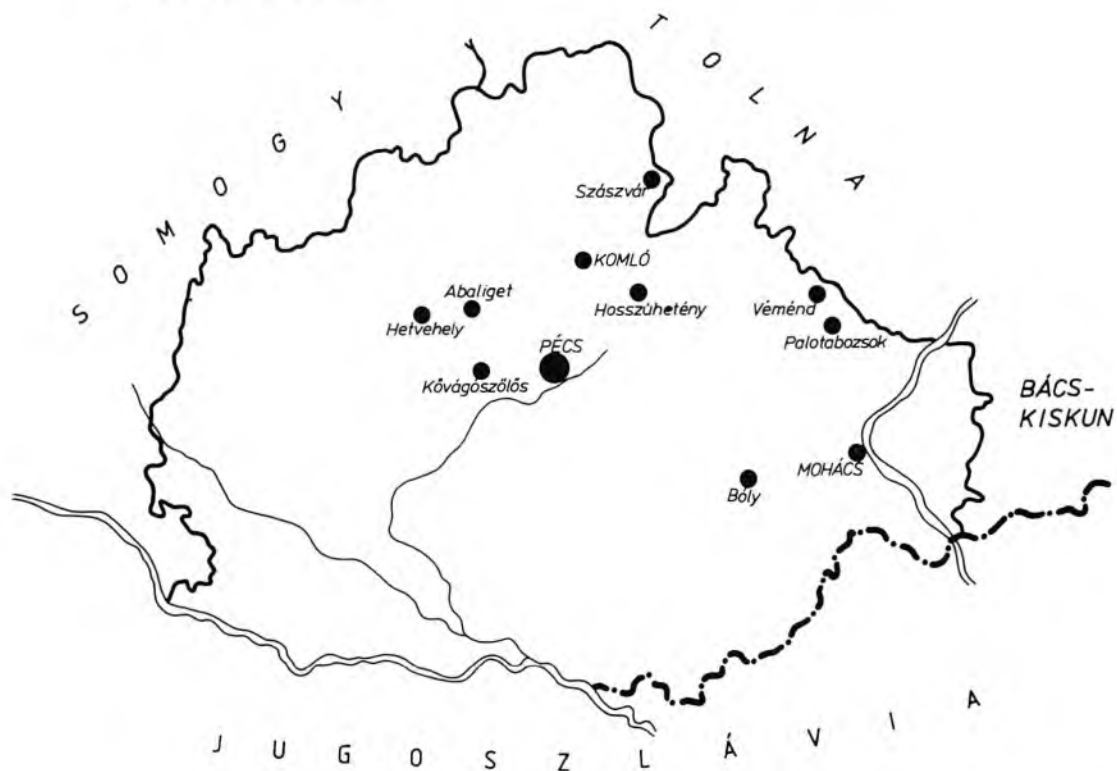 SOMOGY
TOLNA
Szászvár
KOMLÓ
Abaliget
Hosszúhetény
Véménd
Hetvehely
Palotabozsok
PÉCS
Kővágószőlős
BÁCS-
KISKUN
MOHÁCS
Bóly
JUGOSZLÁVIA